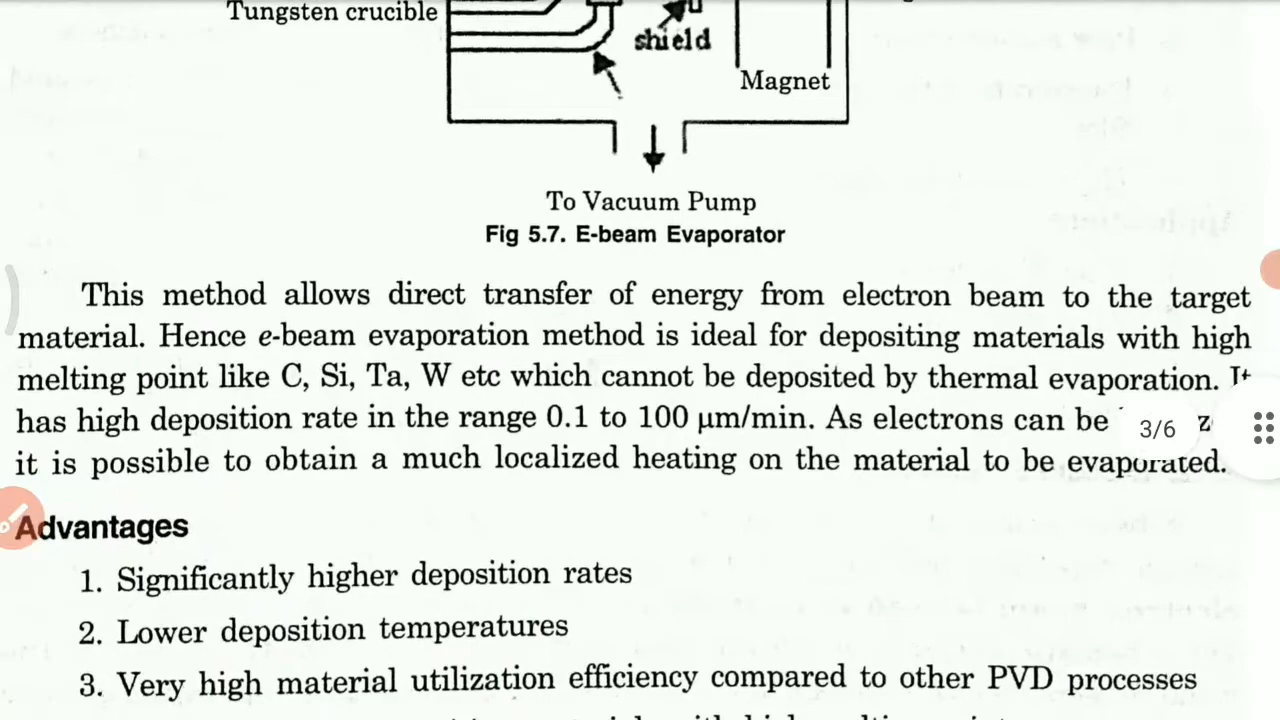 Tungsten crucible
shield
Magnet
To Vacuum Pump
Fig 5.7. E-beam Evaporator
This method allows direct transfer of energy from electron beam to the target
material. Hence e-beam evaporation method is ideal for depositing materials with high
melting point like C, Si, Ta, W etc which cannot be deposited by thermal evaporation. It
has high deposition rate in the range 0.1 to 100 μm/min. As electrons can be
3/6
it is possible to obtain a much localized heating on the material to be evaporated.
Advantages
1. Significantly higher deposition rates
2. Lower deposition temperatures
3. Very high material utilization efficiency compared to other PVD processes